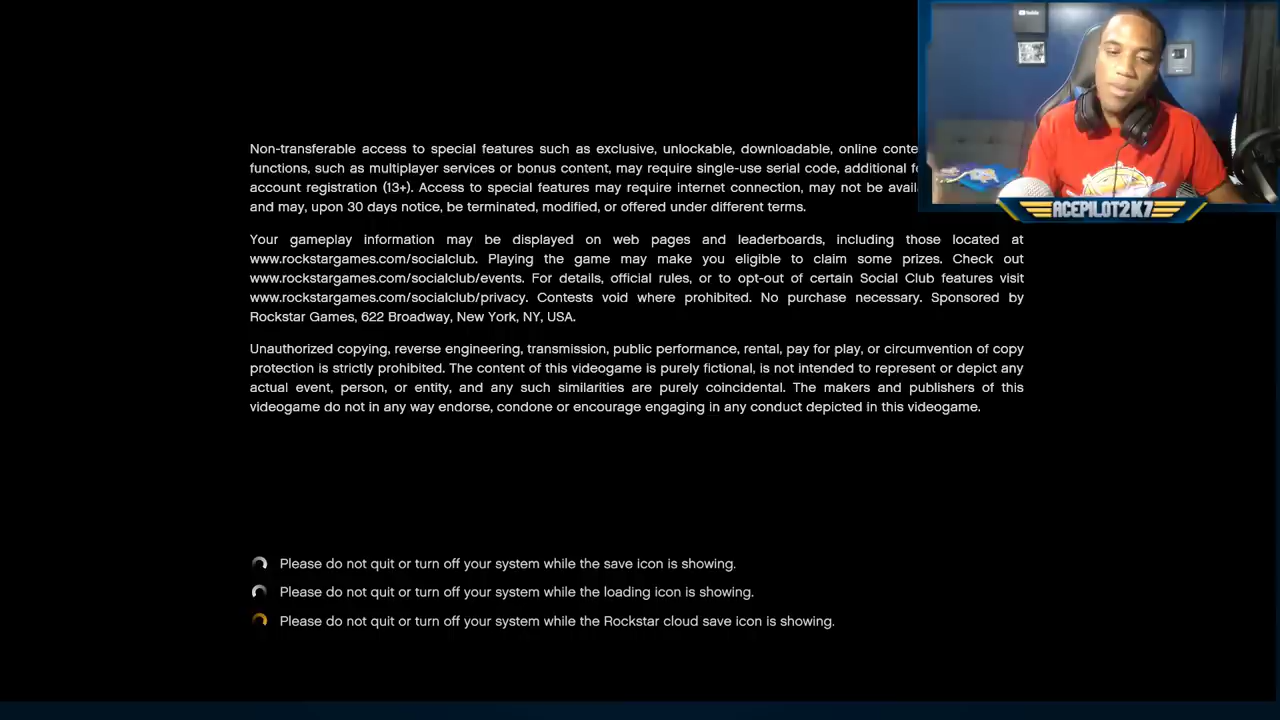 Non-transferable access to special features such as exclusive, unlockable, downloadable, online
functions, such as multiplayer services or bonus content, may require single-use serial code, additional
account registration (13+). Access to special features may require internet connection, may not be
and may, upon 30 days notice, be terminated, modified, or offered under different terms.
ACEPILOT2K7
Your gameplay information may be displayed on web pages and leaderboards, including those located at
www.rockstargames.com/socialclub. Playing the game may make you eligible to claim some prizes. Check out
www.rockstargames.com/socialclub/events. For details, official rules, or to opt-out of certain Social Club features visit
www.rockstargames.com/socialclub/privacy. Contests void where prohibited. No purchase necessary. Sponsored by
Rockstar Games, 622 Broadway, New York, NY, USA.
Unauthorized copying, reverse engineering, transmission, public performance, rental, pay for play, or circumvention of copy
protection is strictly prohibited. The content of this videogame is purely fictional, is not intended to represent or depict any
actual event, person, or entity, and any such similarities are purely coincidental. The makers and publishers of this
videogame do not in any way endorse, condone or encourage engaging in any conduct depicted in this videogame.
Please do not quit or turn off your system while the save icon is showing.
Please do not quit or turn off your system while the loading icon is showing.
Please do not quit or turn off your system while the Rockstar cloud save icon is showing.